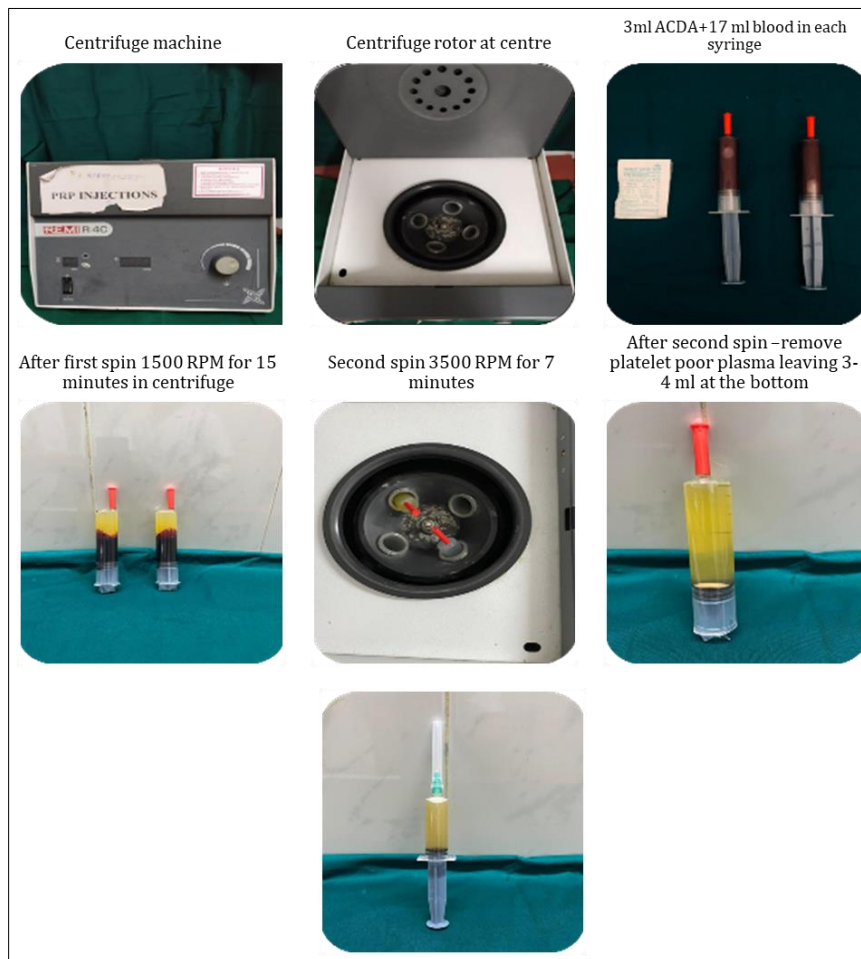 Centrifuge machine
Centrifuge rotor at centre
3ml ACDA+17 ml blood in each
syringe
PRP INJECTIONS
REMI R-4C
After first spin 1500 RPM for 15
minutes in centrifuge
Second spin 3500 RPM for 7
minutes
After second spin –remove
platelet poor plasma leaving 3-
4 ml at the bottom